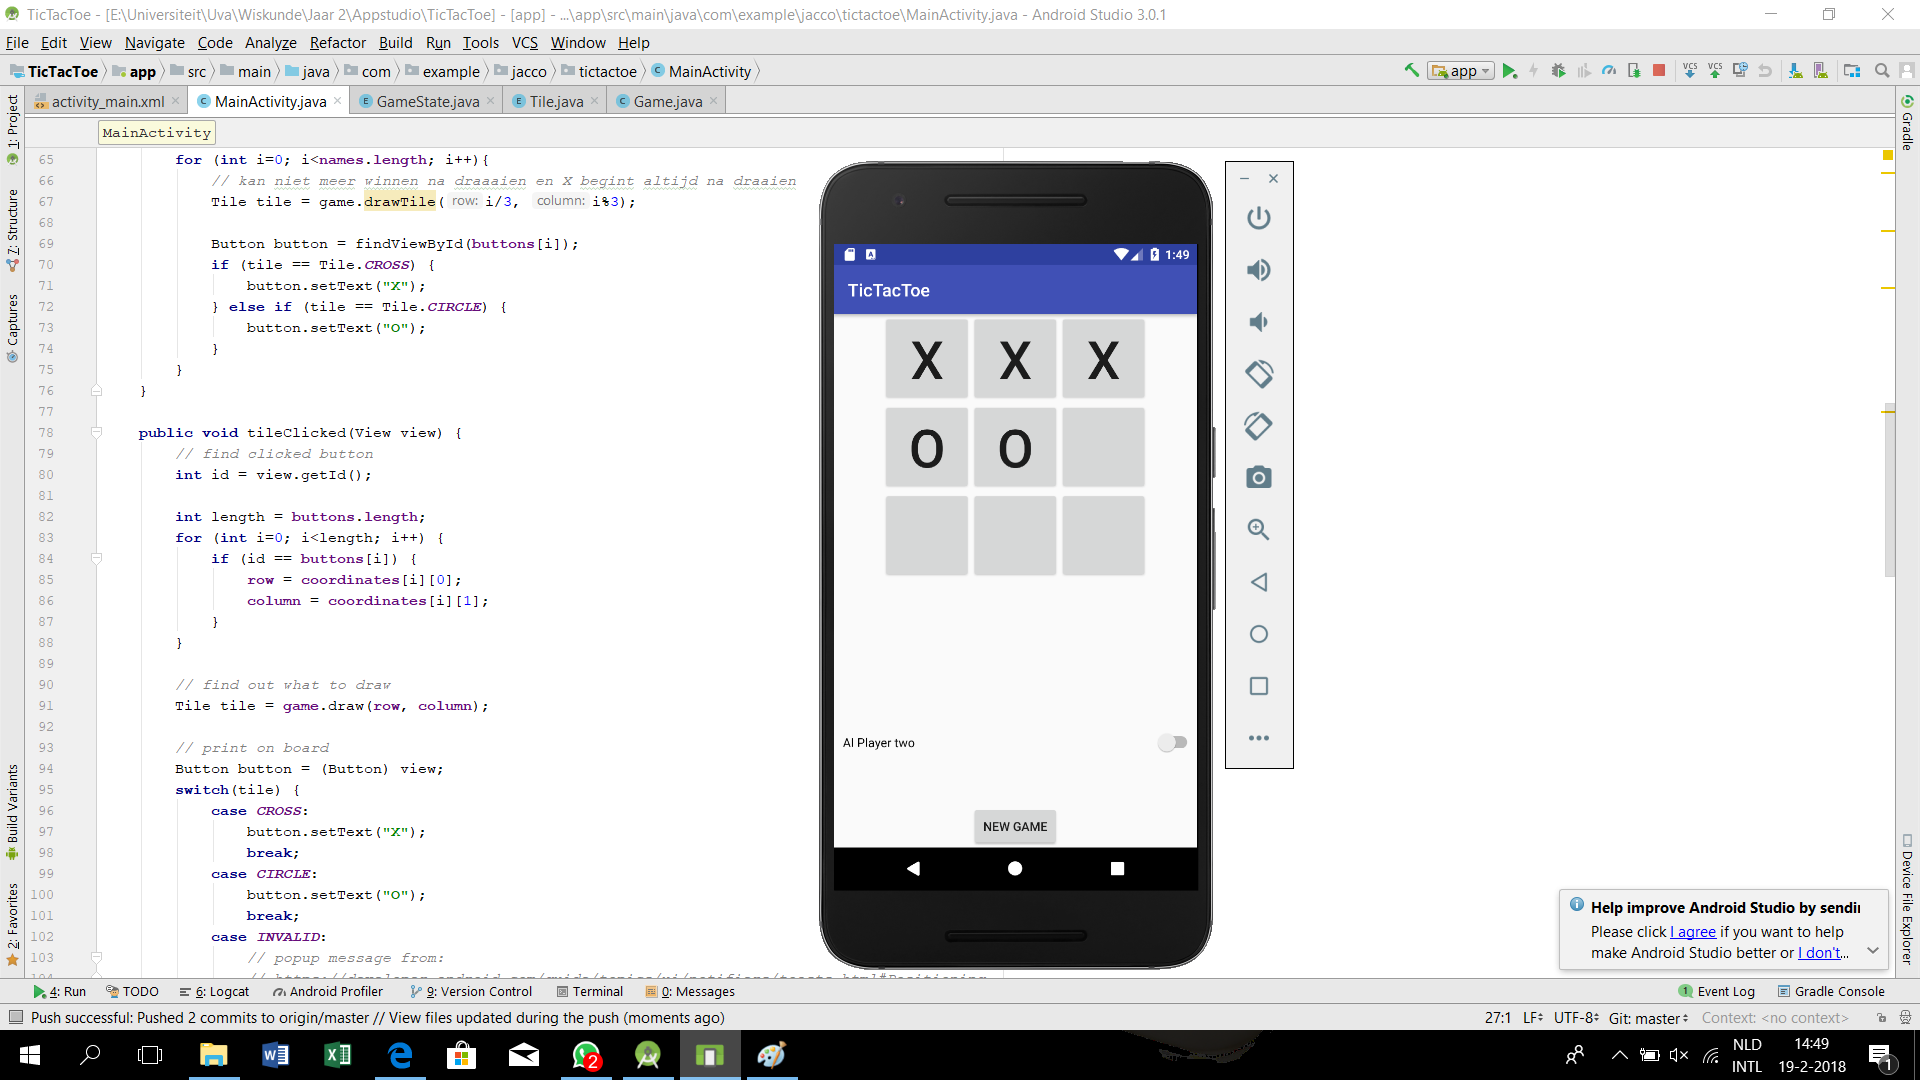 TicTacToe - [E:\Universiteit\Uva\Wiskunde\Jaar 2\Appstudio\TicTacToe] - [app] - ...\app\src\main\java\com\example\jacco\tictactoe\MainActivity.java - Android Studio 3.0.1
File Edit View Navigate Code Analyze Refactor Build Run Tools VCS Window Help
TicTacToe app src main java com example jacco tictactoe MainActivity
app
VCS VCS
activity_main.xml MainActivity.java GameState.java Tile.java Game.java
MainActivity
1: Project
7: Structure
Captures
Build Variants
2: Favorites
65 for (int i=0; i<names.length; i++){
66 // kan niet meer winnen na draaaien en X begint altijd na draaien
67 Tile tile = game.drawTile( row: i/3, column: i%3);
68
69 Button button = findViewById(buttons[i]);
70 if (tile == Tile.CROSS) {
71 button.setText("X");
72 } else if (tile == Tile.CIRCLE) {
73 button.setText("O");
74 }
75 }
76 }
77
78 public void tileClicked(View view) {
79 // find clicked button
80 int id = view.getId();
81
82 int length = buttons.length;
83 for (int i=0; i<length; i++) {
84 if (id == buttons[i]) {
85 row = coordinates[i][0];
86 column = coordinates[i][1];
87 }
88 }
89
90 // find out what to draw
91 Tile tile = game.draw(row, column);
92
93 // print on board
94 Button button = (Button) view;
95 switch(tile) {
96 case CROSS:
97 button.setText("X");
98 break;
99 case CIRCLE:
100 button.setText("O");
101 break;
102 case INVALID:
103 // popup message from:
1:49
TicTacToe
X X X
O O
AI Player two
NEW GAME
Gradle
Device File Explorer
Help improve Android Studio by sendi
Please click I agree if you want to help
make Android Studio better or I don't...
4: Run TODO 6: Logcat Android Profiler 9: Version Control Terminal 0: Messages
1 Event Log Gradle Console
Push successful: Pushed 2 commits to origin/master // View files updated during the push (moments ago)
27:1 LF UTF-8 Git: master Context: <no context>
2
NLD
INTL
14:49
19-2-2018
1